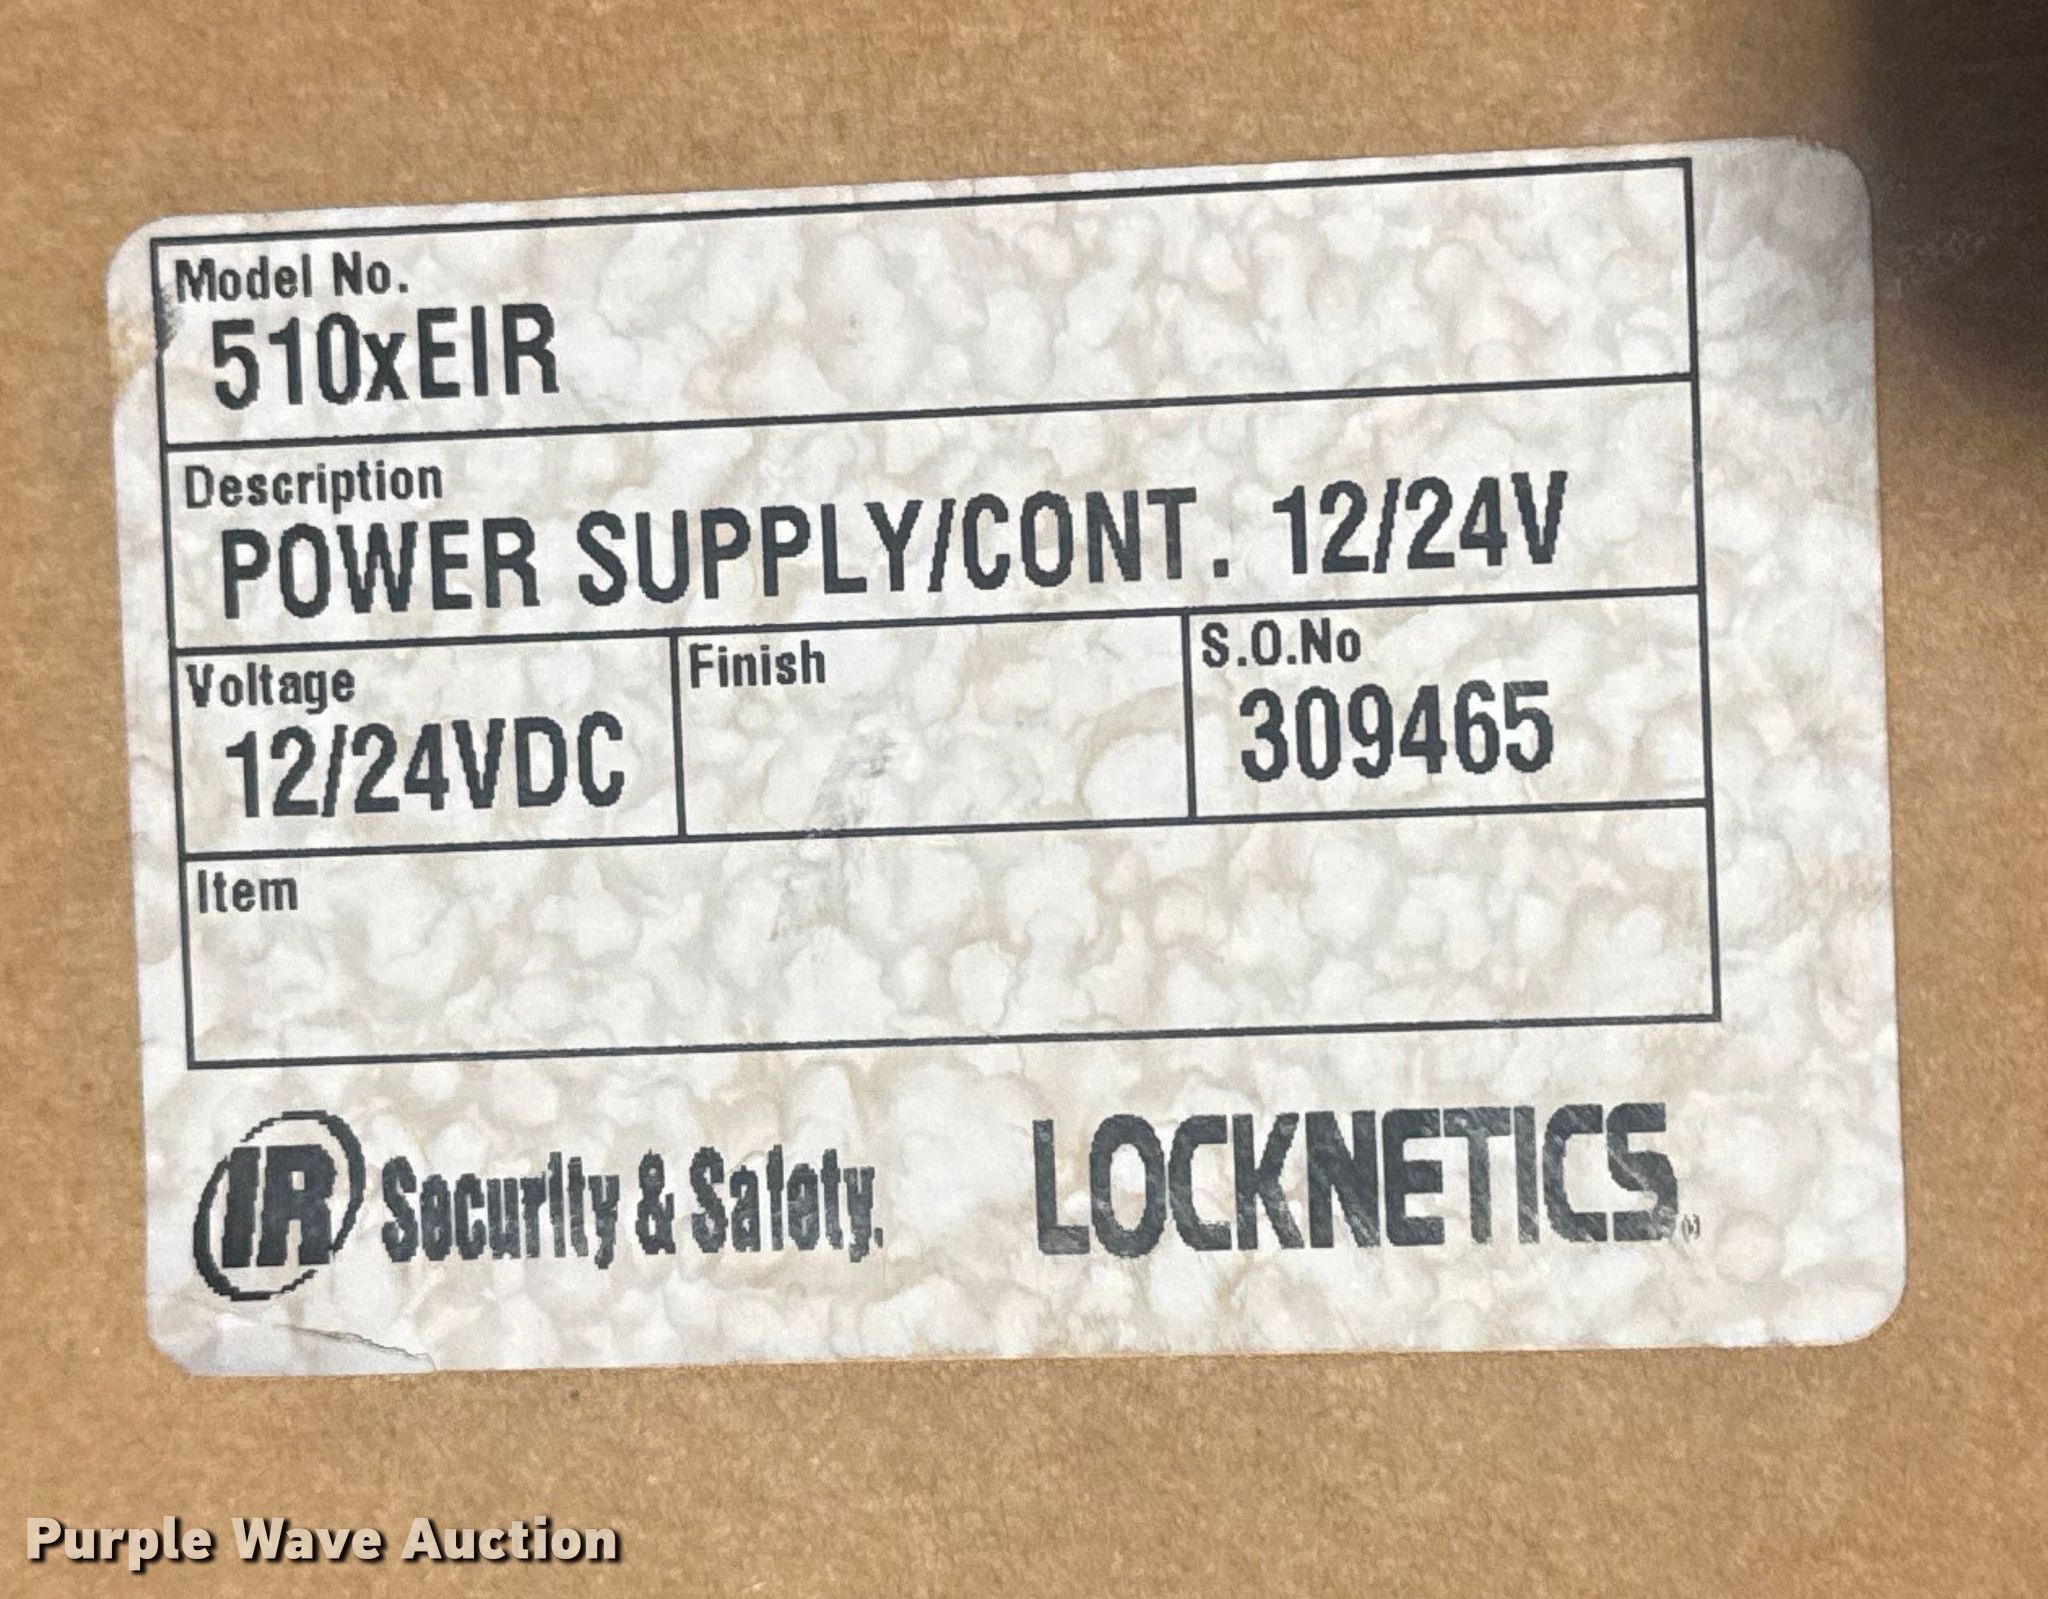 Model No.
510xEIR
Description
POWER SUPPLY/CONT. 12/24V
Voltage
12/24VDC
Finish
S.O.No
309465
Item
IR Security & Safety.
LOCKNETICS
Purple Wave Auction